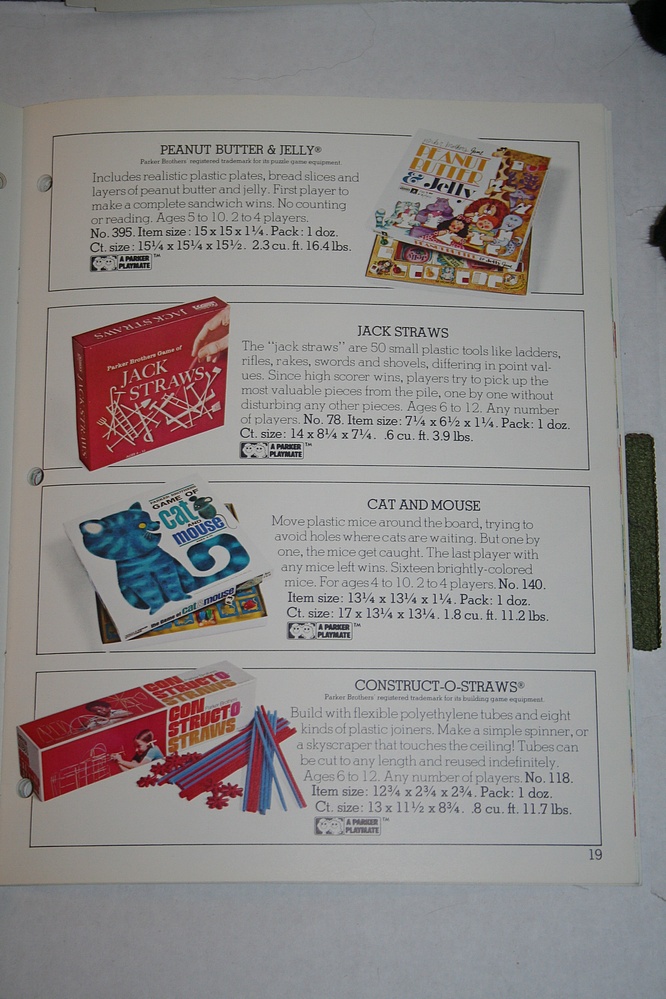 PEANUT BUTTER & JELLY®
Parker Brothers registered trademark for its puzzle game equipment.
Includes realistic plastic plates, bread slices and
layers of peanut butter and jelly. First player to
make a complete sandwich wins. No counting
or reading. Ages 5 to 10. 2 to 4 players.
No. 395. Item size: 15 x 15 x 1¼. Pack: 1 doz.
Ct. size: 15¼ x 15¼ x 15½. 2.3 cu. ft. 16.4 lbs.
A PARKER
PLAYMATE™
PEANUT
BUTTER
& Jelly
JACK STRAWS
Parker Brothers Game of
JACK
STRAWS
JACK STRAWS
JACK STRAWS
The "jack straws" are 50 small plastic tools like ladders,
rifles, rakes, swords and shovels, differing in point val-
ues. Since high scorer wins, players try to pick up the
most valuable pieces from the pile, one by one without
disturbing any other pieces. Ages 6 to 12. Any number
of players. No. 78. Item size: 7¼ x 6½ x 1¼. Pack: 1 doz.
Ct. size: 14 x 8¼ x 7¼. .6 cu. ft. 3.9 lbs.
A PARKER
PLAYMATE™
PARKER BROTHERS
GAME OF
cat
AND
mouse
the Game of cat and mouse
CAT AND MOUSE
Move plastic mice around the board, trying to
avoid holes where cats are waiting. But one by
one, the mice get caught. The last player with
any mice left wins. Sixteen brightly-colored
mice. For ages 4 to 10. 2 to 4 players. No. 140.
Item size: 13¼ x 13¼ x 1¼. Pack: 1 doz.
Ct. size: 17 x 13¼ x 13¼. 1.8 cu. ft. 11.2 lbs.
A PARKER
PLAYMATE™
CON
STRUCTO
STRAWS
CON
STRUCTO
STRAWS
CONSTRUCT-O-STRAWS®
Parker Brothers registered trademark for its building game equipment.
Build with flexible polyethylene tubes and eight
kinds of plastic joiners. Make a simple spinner, or
a skyscraper that touches the ceiling! Tubes can
be cut to any length and reused indefinitely.
Ages 6 to 12. Any number of players. No. 118.
Item size: 12¾ x 2¾ x 2¾. Pack: 1 doz.
Ct. size: 13 x 11½ x 8¾. .8 cu. ft. 11.7 lbs.
A PARKER
PLAYMATE™
19